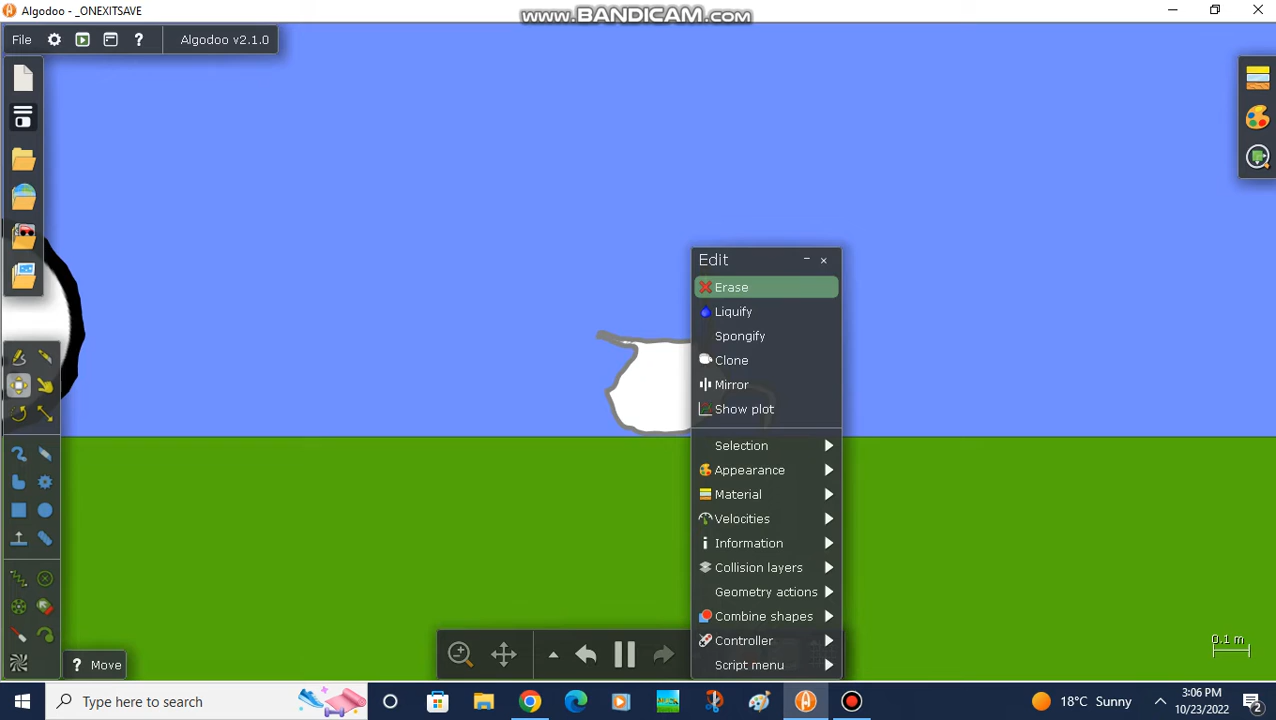 Algodoo - _ONEXITSAVE
www.BANDICAM.com
File
?
Algodoo v2.1.0
Edit
Erase
Liquify
Spongify
Clone
Mirror
Show plot
Selection
Appearance
Material
Velocities
Information
Collision layers
Geometry actions
Combine shapes
Controller
Script menu
0.1 m
Move
Type here to search
18°C Sunny
3:06 PM
10/23/2022
2